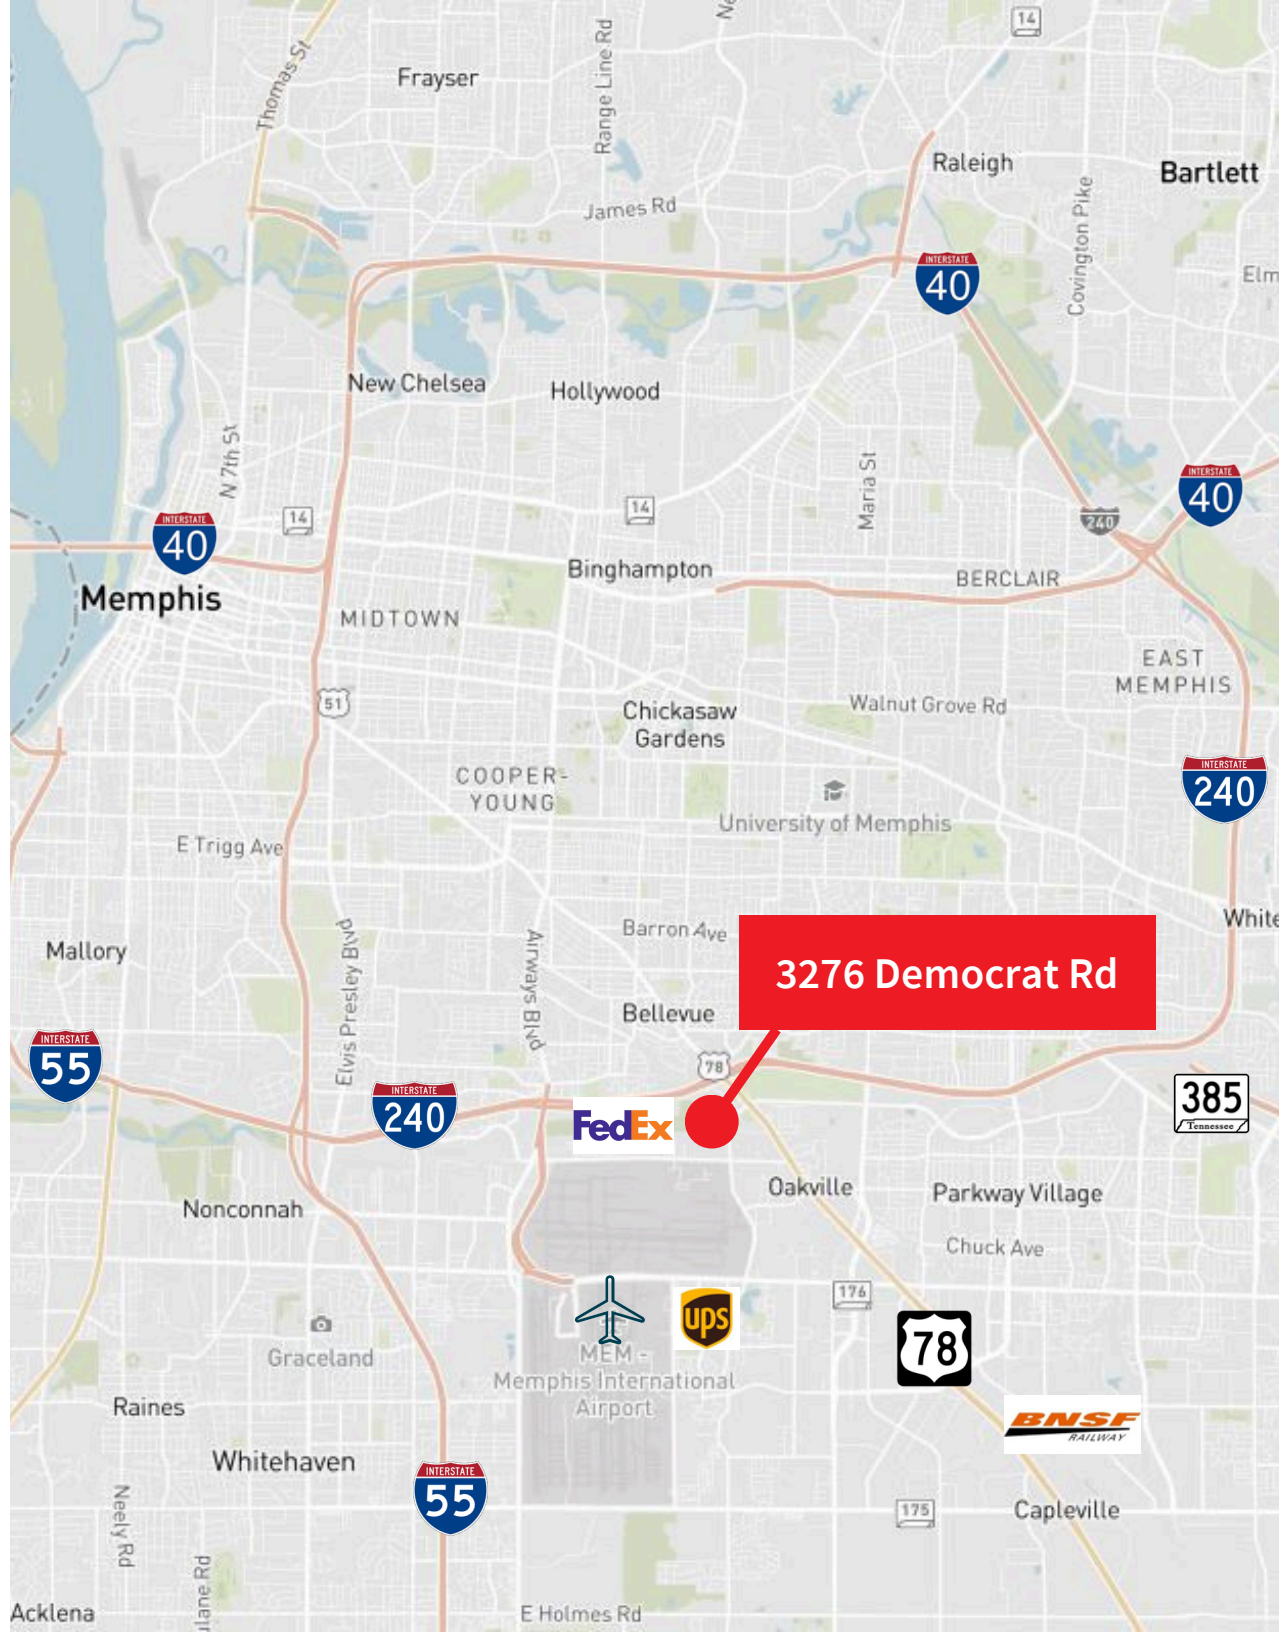 Ne
14
Thomas St
Frayser
Range Line Rd
Raleigh
Bartlett
James Rd
Covington Pike
INTERSTATE
40
Elm
New Chelsea
Hollywood
N 7th St
Maria St
INTERSTATE
40
14
14
240
INTERSTATE
40
Memphis
Binghampton
BERCLAIR
MIDTOWN
EAST
MEMPHIS
51
Chickasaw
Gardens
Walnut Grove Rd
COOPER-
YOUNG
INTERSTATE
240
University of Memphis
E Trigg Ave
White
Mallory
Elvis Presley Blvd
Airways Blvd
Barron Ave
3276 Democrat Rd
Bellevue
INTERSTATE
55
78
INTERSTATE
240
FedEx
385
Tennessee
Nonconnah
Oakville
Parkway Village
Chuck Ave
176
ups
78
Graceland
MEM -
Memphis International
Airport
Raines
BNSF
RAILWAY
Whitehaven
INTERSTATE
55
Neely Rd
175
Capleville
lane Rd
Acklena
E Holmes Rd